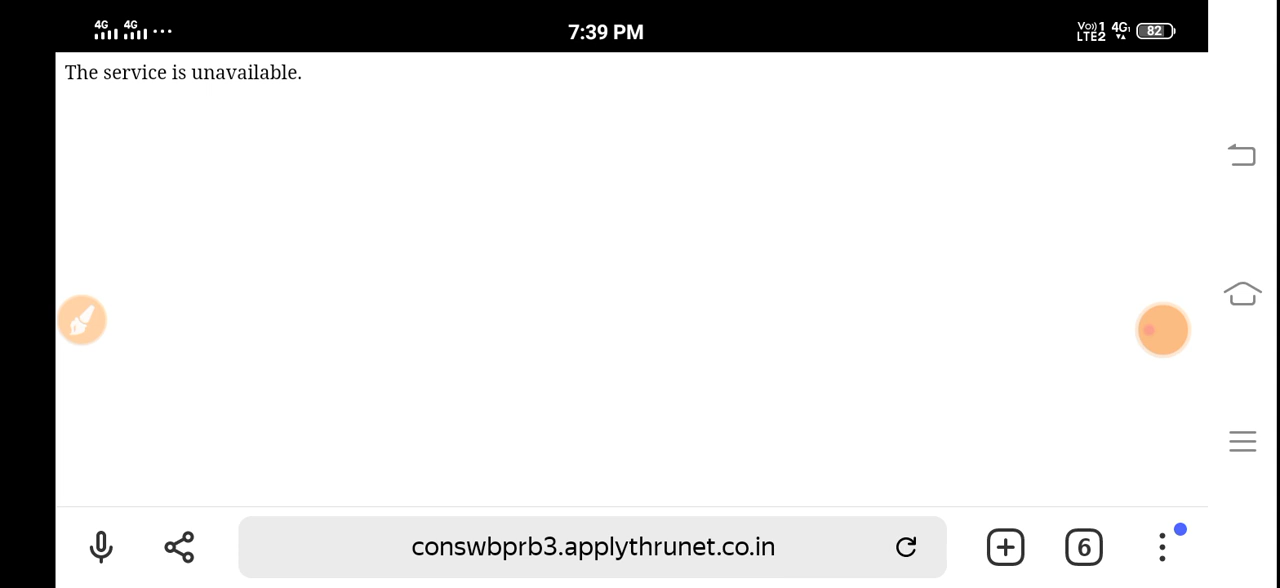 4G 4G ... 7:39 PM Vo)) 1 LTE2 4G 82
The service is unavailable.
conswbprb3.applythrunet.co.in 6